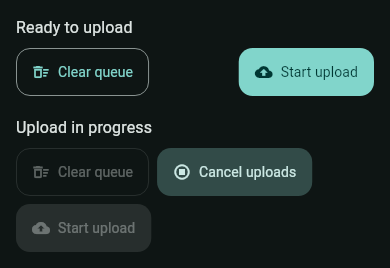 Ready to upload
Clear queue Start upload
Upload in progress
Clear queue Cancel uploads
Start upload